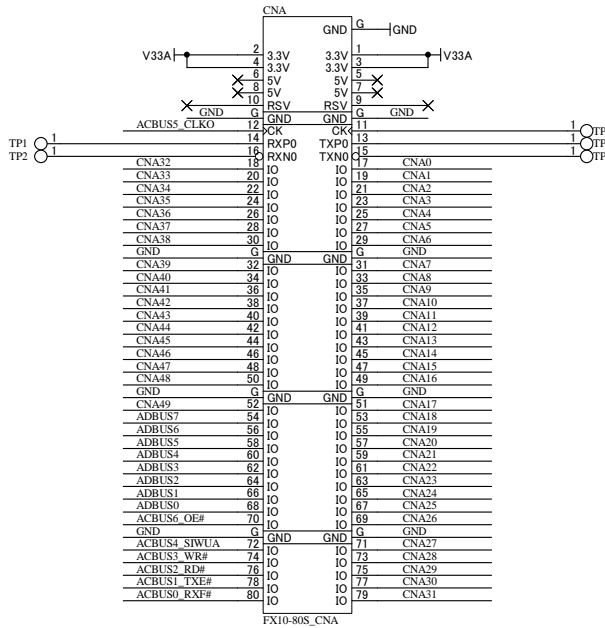 CNA
GND G GND
V33A 2 3.3V 3.3V 1 V33A
4 3.3V 3.3V 3
6 5V 5V 5
8 5V 5V 7
10 RSV RSV 9
GND G GND GND G GND
ACBUS5_CLKO 12 CK CK 11 TP
TP1 1 14 RXP0 TXP0 13 1 TP
TP2 1 16 RXN0 TXN0 15 1 TP
CNA32 18 IO IO 17 CNA0
CNA33 20 IO IO 19 CNA1
CNA34 22 IO IO 21 CNA2
CNA35 24 IO IO 23 CNA3
CNA36 26 IO IO 25 CNA4
CNA37 28 IO IO 27 CNA5
CNA38 30 IO IO 29 CNA6
GND G GND GND G GND
CNA39 32 IO IO 31 CNA7
CNA40 34 IO IO 33 CNA8
CNA41 36 IO IO 35 CNA9
CNA42 38 IO IO 37 CNA10
CNA43 40 IO IO 39 CNA11
CNA44 42 IO IO 41 CNA12
CNA45 44 IO IO 43 CNA13
CNA46 46 IO IO 45 CNA14
CNA47 48 IO IO 47 CNA15
CNA48 50 IO IO 49 CNA16
GND G GND GND G GND
CNA49 52 IO IO 51 CNA17
ADBUS7 54 IO IO 53 CNA18
ADBUS6 56 IO IO 55 CNA19
ADBUS5 58 IO IO 57 CNA20
ADBUS4 60 IO IO 59 CNA21
ADBUS3 62 IO IO 61 CNA22
ADBUS2 64 IO IO 63 CNA23
ADBUS1 66 IO IO 65 CNA24
ADBUS0 68 IO IO 67 CNA25
ACBUS6_OE# 70 IO IO 69 CNA26
GND G GND GND G GND
ACBUS4_SIWUA 72 IO IO 71 CNA27
ACBUS3_WR# 74 IO IO 73 CNA28
ACBUS2_RD# 76 IO IO 75 CNA29
ACBUS1_TXE# 78 IO IO 77 CNA30
ACBUS0_RXF# 80 IO IO 79 CNA31
FX10-80S_CNA